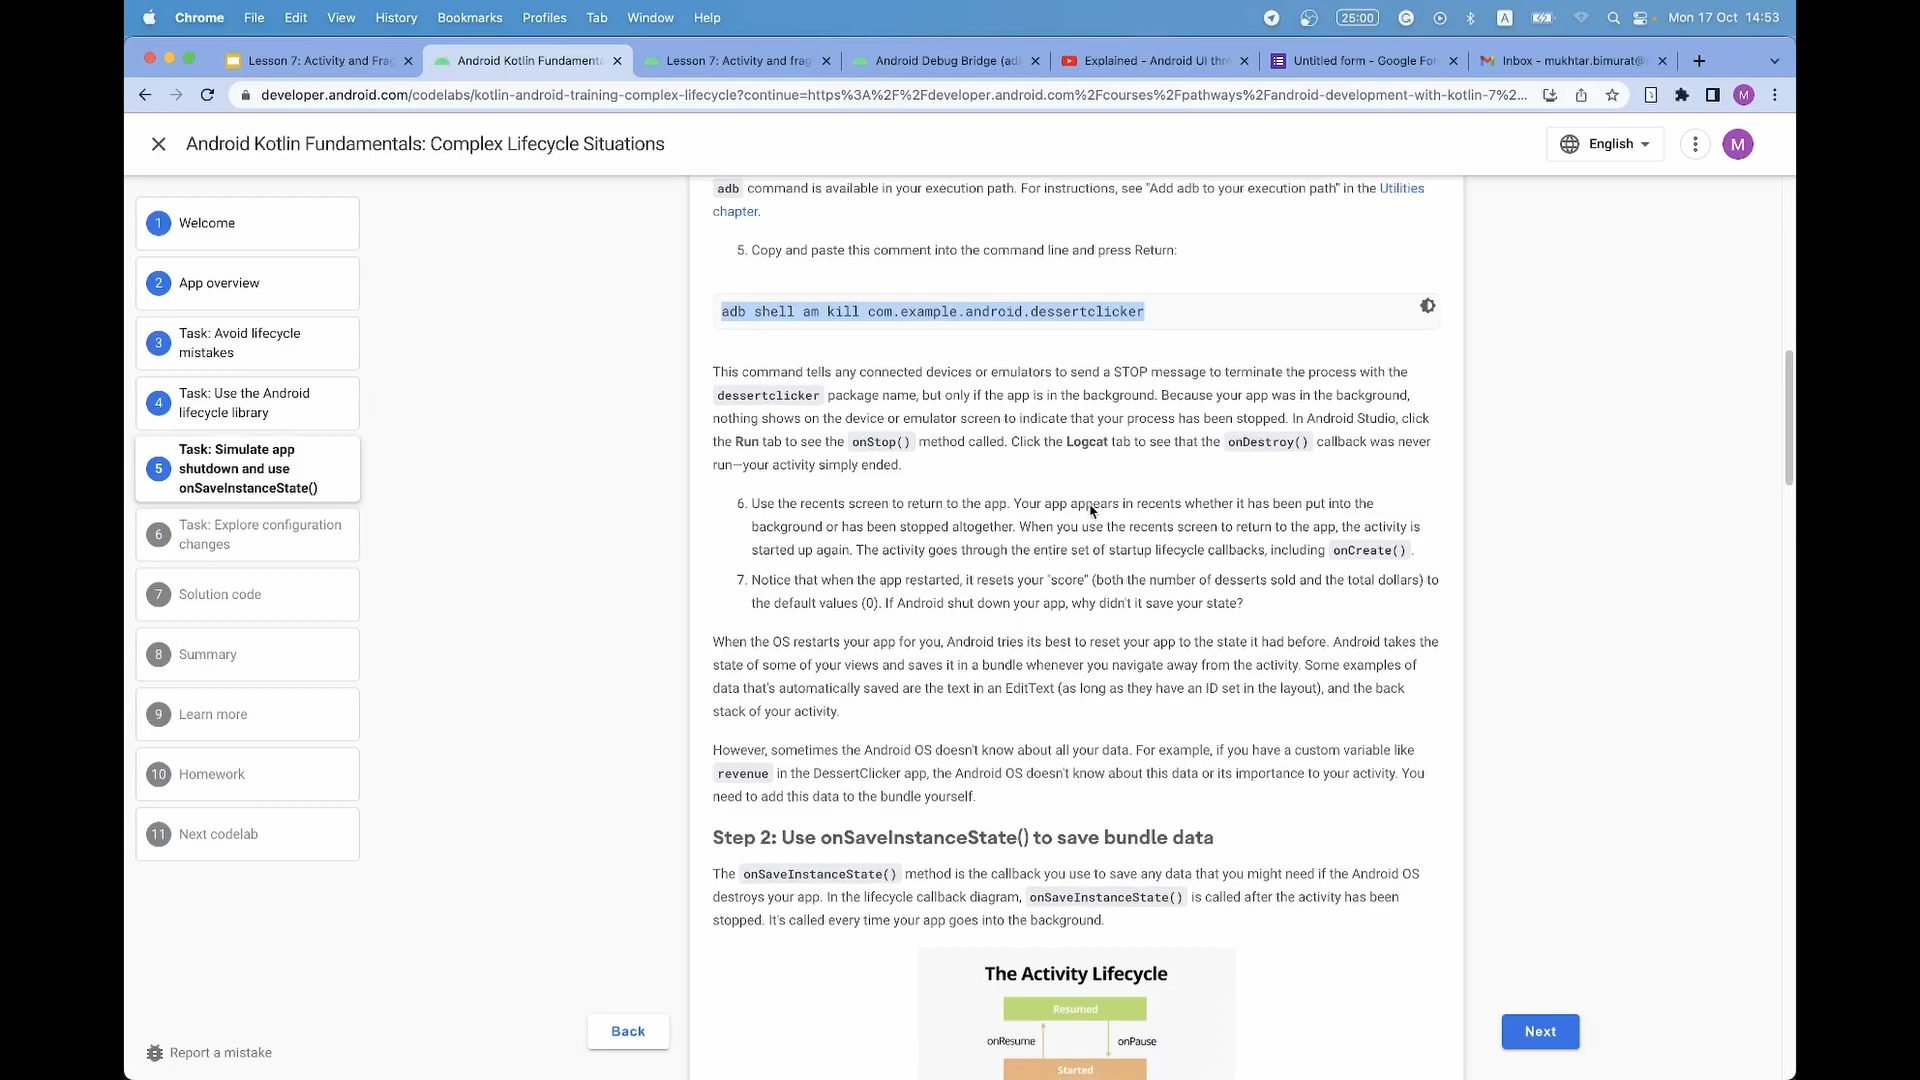 Chrome File Edit View History Bookmarks Profiles Tab Window Help 25:00 A Mon 17 Oct 14:53
Lesson 7: Activity and Frag Android Kotlin Fundamenta Lesson 7: Activity and frag Android Debug Bridge (ad Explained - Android UI thre Untitled form - Google For Inbox - mukhtar.bimurat@
developer.android.com/codelabs/kotlin-android-training-complex-lifecycle?continue=https%3A%2F%2Fdeveloper.android.com%2Fcourses%2Fpathways%2Fandroid-development-with-kotlin-7%2... M
Android Kotlin Fundamentals: Complex Lifecycle Situations English M
1 Welcome
2 App overview
3 Task: Avoid lifecycle
mistakes
4 Task: Use the Android
lifecycle library
5 Task: Simulate app
shutdown and use
onSaveInstanceState()
6 Task: Explore configuration
changes
7 Solution code
8 Summary
9 Learn more
10 Homework
11 Next codelab
Report a mistake
adb command is available in your execution path. For instructions, see "Add adb to your execution path" in the Utilities
chapter.
5. Copy and paste this comment into the command line and press Return:
adb shell am kill com.example.android.dessertclicker
This command tells any connected devices or emulators to send a STOP message to terminate the process with the
dessertclicker package name, but only if the app is in the background. Because your app was in the background,
nothing shows on the device or emulator screen to indicate that your process has been stopped. In Android Studio, click
the Run tab to see the onStop() method called. Click the Logcat tab to see that the onDestroy() callback was never
run—your activity simply ended.
6. Use the recents screen to return to the app. Your app appears in recents whether it has been put into the
background or has been stopped altogether. When you use the recents screen to return to the app, the activity is
started up again. The activity goes through the entire set of startup lifecycle callbacks, including onCreate().
7. Notice that when the app restarted, it resets your "score" (both the number of desserts sold and the total dollars) to
the default values (0). If Android shut down your app, why didn't it save your state?
When the OS restarts your app for you, Android tries its best to reset your app to the state it had before. Android takes the
state of some of your views and saves it in a bundle whenever you navigate away from the activity. Some examples of
data that's automatically saved are the text in an EditText (as long as they have an ID set in the layout), and the back
stack of your activity.
However, sometimes the Android OS doesn't know about all your data. For example, if you have a custom variable like
revenue in the DessertClicker app, the Android OS doesn't know about this data or its importance to your activity. You
need to add this data to the bundle yourself.
Step 2: Use onSaveInstanceState() to save bundle data
The onSaveInstanceState() method is the callback you use to save any data that you might need if the Android OS
destroys your app. In the lifecycle callback diagram, onSaveInstanceState() is called after the activity has been
stopped. It's called every time your app goes into the background.
The Activity Lifecycle
Resumed
onResume onPause
Started
Back
Next